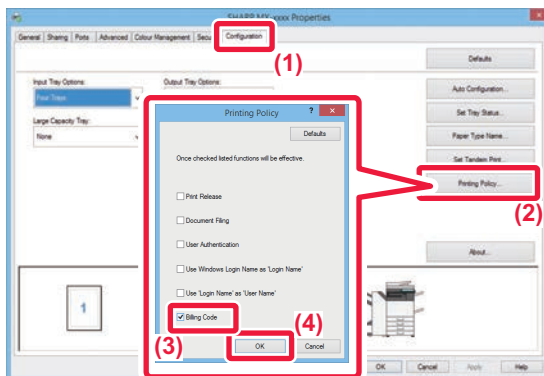 SHARP MX-xxxx Properties
General Sharing Ports Advanced Colour Management Secu Configuration
(1)
Defaults
Input Tray Options:
Output Tray Options:
Four Trays
Auto Configuration...
Large Capacity Tray:
None
Set Tray Status...
Paper Type Name...
Set Tandem Print...
Printing Policy...
(2)
About...
Printing Policy
?
Defaults
Once checked listed functions will be effective.
Print Release
Document Filing
User Authentication
Use Windows Login Name as 'Login Name'
Use 'Login Name' as 'User Name'
Billing Code
(3)
(4)
OK Cancel
1
OK Cancel Apply Help